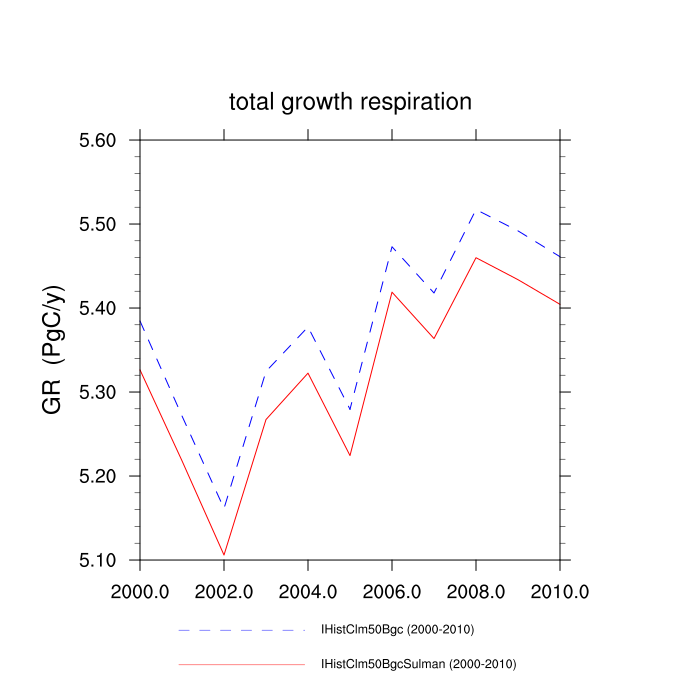 total growth respiration
5.60
5.50
5.40
5.30
5.20
5.10
GR (PgC/y)
2000.0 2002.0 2004.0 2006.0 2008.0 2010.0
IHistClm50Bgc (2000-2010)
IHistClm50BgcSulman (2000-2010)